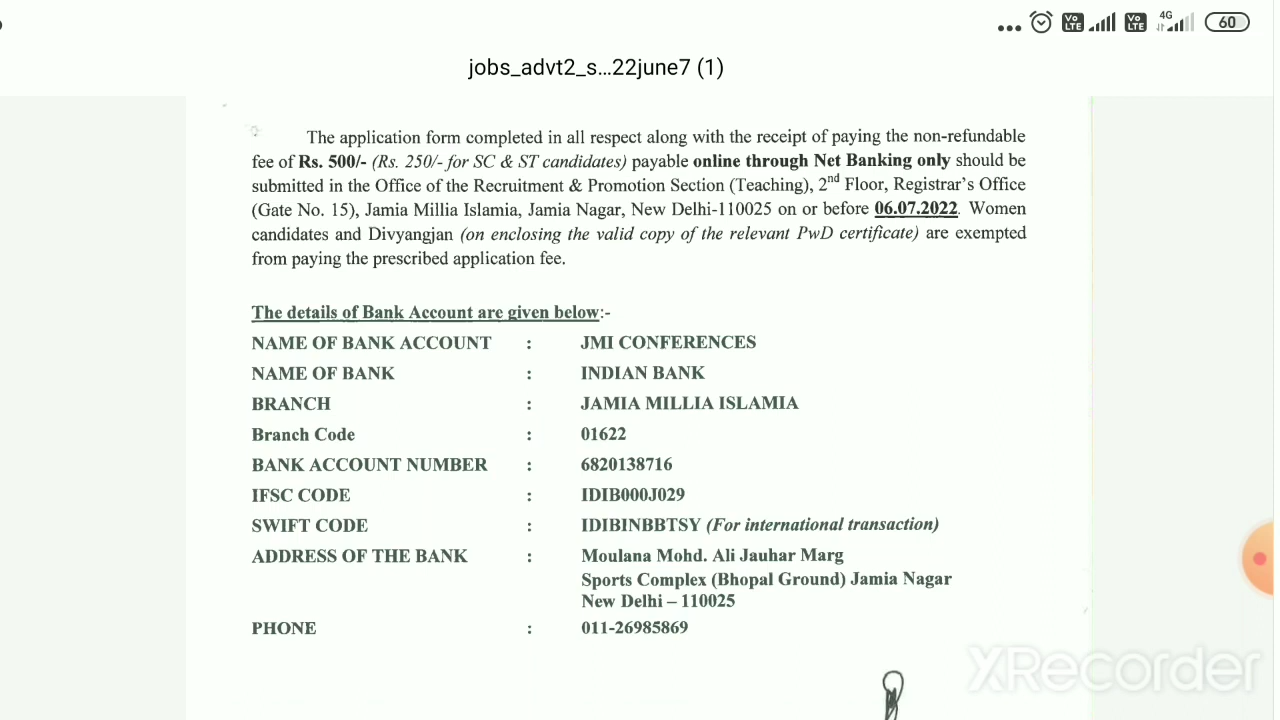 VoLTE VoLTE 4G 60
jobs_advt2_s...22june7 (1)
The application form completed in all respect along with the receipt of paying the non-refundable
fee of Rs. 500/- (Rs. 250/- for SC & ST candidates) payable online through Net Banking only should be
submitted in the Office of the Recruitment & Promotion Section (Teaching), 2nd Floor, Registrar's Office
(Gate No. 15), Jamia Millia Islamia, Jamia Nagar, New Delhi-110025 on or before 06.07.2022. Women
candidates and Divyangjan (on enclosing the valid copy of the relevant PwD certificate) are exempted
from paying the prescribed application fee.
The details of Bank Account are given below:-
NAME OF BANK ACCOUNT : JMI CONFERENCES
NAME OF BANK : INDIAN BANK
BRANCH : JAMIA MILLIA ISLAMIA
Branch Code : 01622
BANK ACCOUNT NUMBER : 6820138716
IFSC CODE : IDIB000J029
SWIFT CODE : IDIBINBBTSY (For international transaction)
ADDRESS OF THE BANK : Moulana Mohd. Ali Jauhar Marg
Sports Complex (Bhopal Ground) Jamia Nagar
New Delhi – 110025
PHONE : 011-26985869
XRecorder